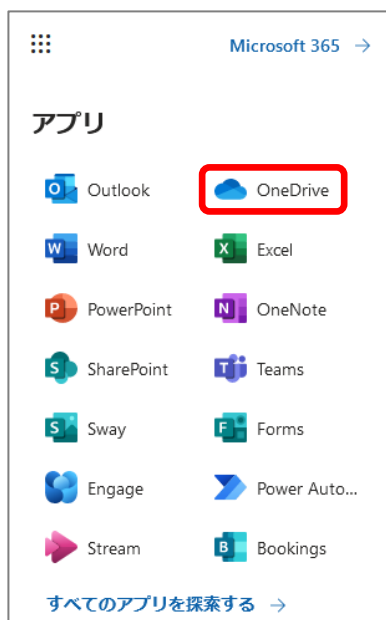 Microsoft 365 →
アプリ
Outlook OneDrive
Word Excel
PowerPoint OneNote
SharePoint Teams
Sway Forms
Engage Power Auto...
Stream Bookings
すべてのアプリを探索する →